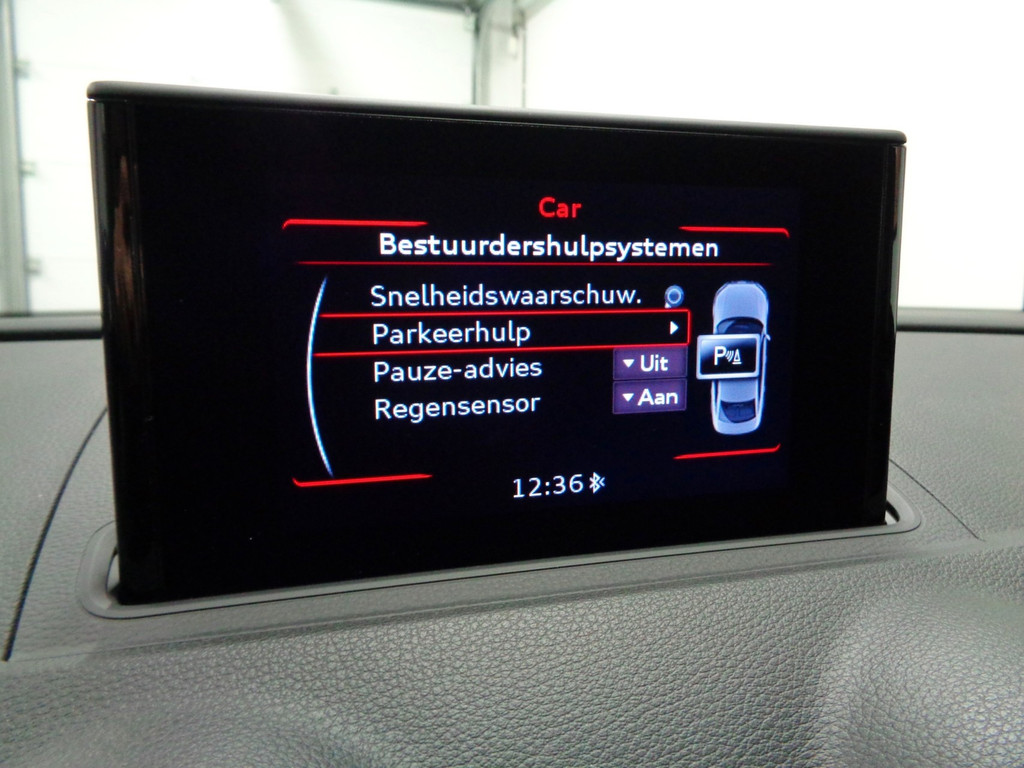 Car
Bestuurdershulpsystemen
Snelheidswaarschuw.
Parkeerhulp
Pauze-advies Uit
Regensensor Aan
P
12:36